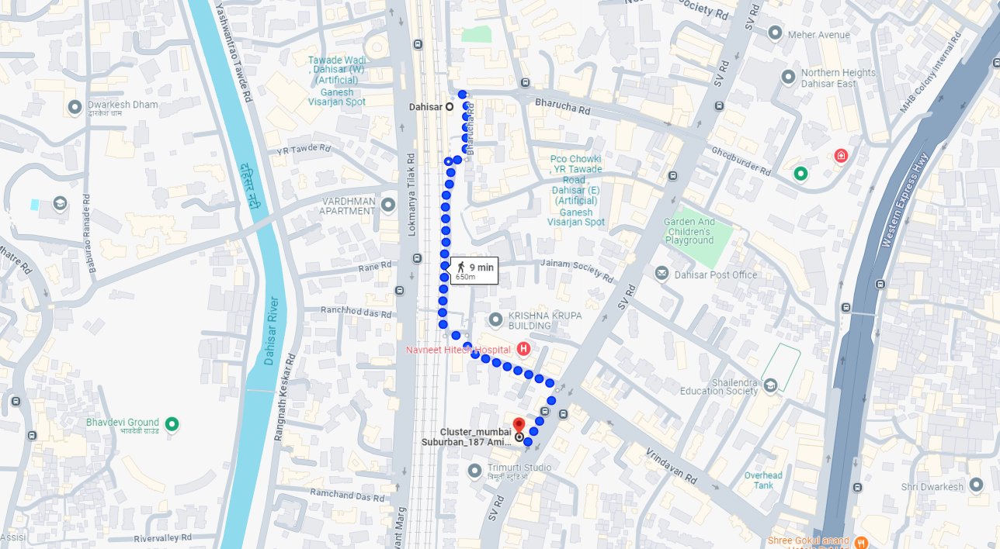 Society Rd
SV Rd
Meher Avenue
Yashwantrao Tawde Rd
Tawade Wadi
, Dahisar (W)
(Artificial)
Ganesh
Visarjan Spot
Northern Heights
Dahisar East
MHB Colony Internal Rd
SV Rd
Dwarkesh Dham
द्वारकेश धाम
Dahisar
Bharucha Rd
Bharucha Rd
YR Tawde Rd
Ghodbunder Rd
Pco Chowki
, YR Tawade
Road ,
Dahisar (E)
(Artificial)
Ganesh
Visarjan Spot
दहिसर नदी
Lokmanya Tilak Rd
Western Express Hwy
VARDHMAN
APARTMENT
Baburao Ranade Rd
Garden And
Children's
Playground
Mhatre Rd
Rane Rd
9 min
650m
Jainam Society Rd
Dahisar Post Office
SV Rd
Ranchhod das Rd
KRISHNA KRUPA
BUILDING
Dahisar River
Navneet Hitech Hospital
Rangnath Keskar Rd
Shailendra
Education Society
Bhavdevi Ground
भावदेवी ग्राउंड
Cluster_mumbai
Suburban_187 Ami...
Vrindavan Rd
Trimurti Studio
त्रिमूर्ती स्टुडिओ
Overhead
Tank
Shri Dwarkesh
Ramchand Das Rd
SV Rd
want Marg
Assisi
Rivervalley Rd
Shree Gokul anand